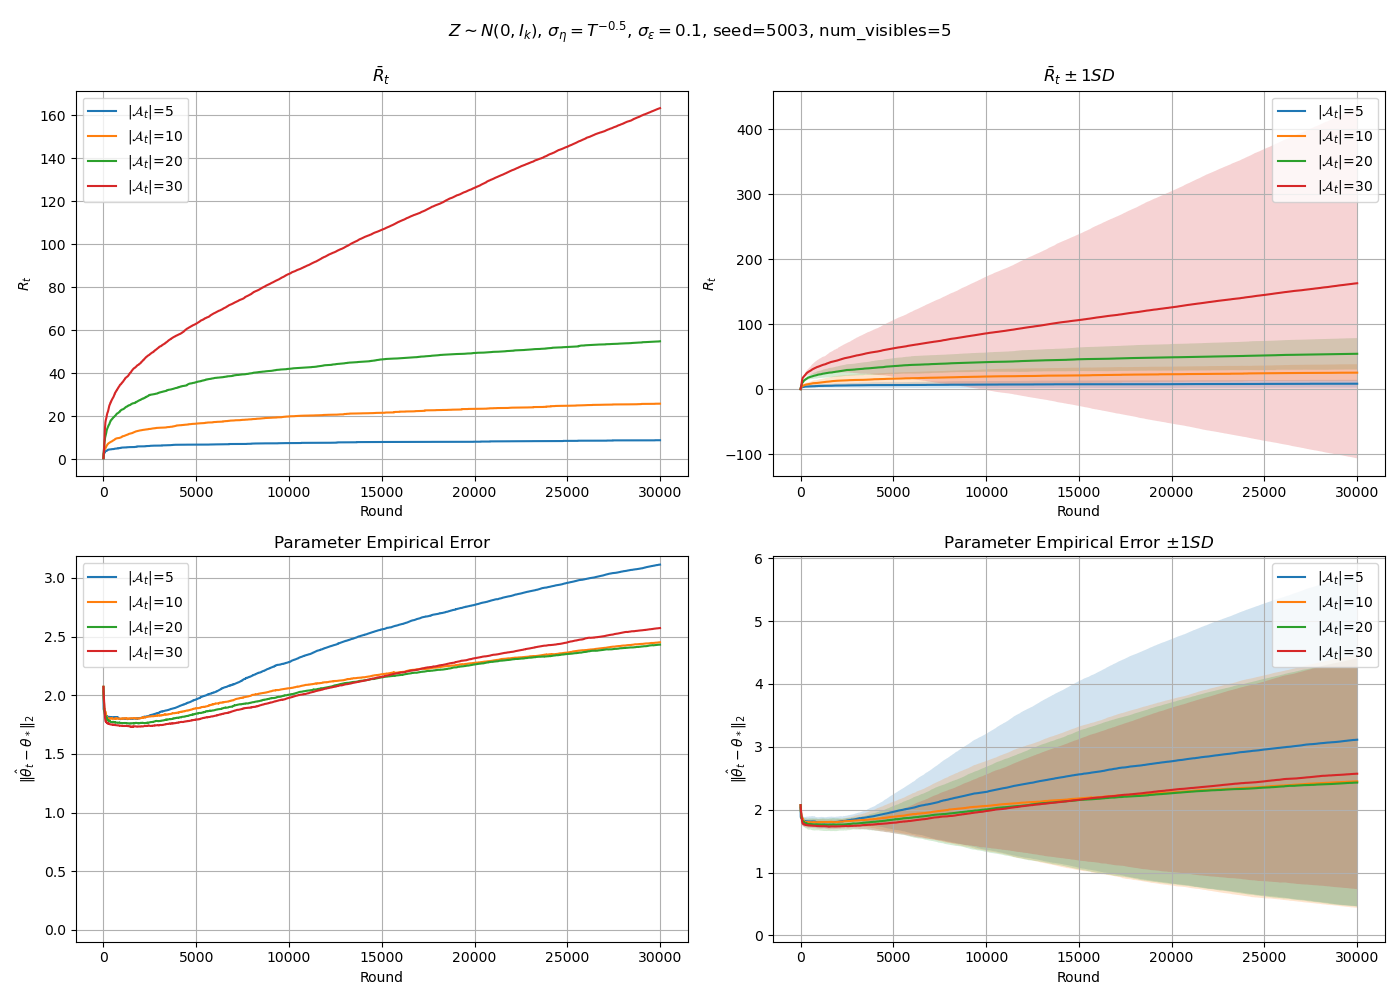 Z ∼ N(0, I_k), σ_η = T^{−0.5}, σ_ε = 0.1, seed=5003, num_visibles=5
R̄_t
R_t
160
140
120
100
80
60
40
20
0
|𝒜_t|=5
|𝒜_t|=10
|𝒜_t|=20
|𝒜_t|=30
0 5000 10000 15000 20000 25000 30000
Round
R̄_t ± 1SD
R_t
400
300
200
100
0
−100
|𝒜_t|=5
|𝒜_t|=10
|𝒜_t|=20
|𝒜_t|=30
0 5000 10000 15000 20000 25000 30000
Round
Parameter Empirical Error
‖θ̂_t − θ_*‖_2
3.0
2.5
2.0
1.5
1.0
0.5
0.0
|𝒜_t|=5
|𝒜_t|=10
|𝒜_t|=20
|𝒜_t|=30
0 5000 10000 15000 20000 25000 30000
Round
Parameter Empirical Error ±1SD
‖θ̂_t − θ_*‖_2
6
5
4
3
2
1
0
|𝒜_t|=5
|𝒜_t|=10
|𝒜_t|=20
|𝒜_t|=30
0 5000 10000 15000 20000 25000 30000
Round